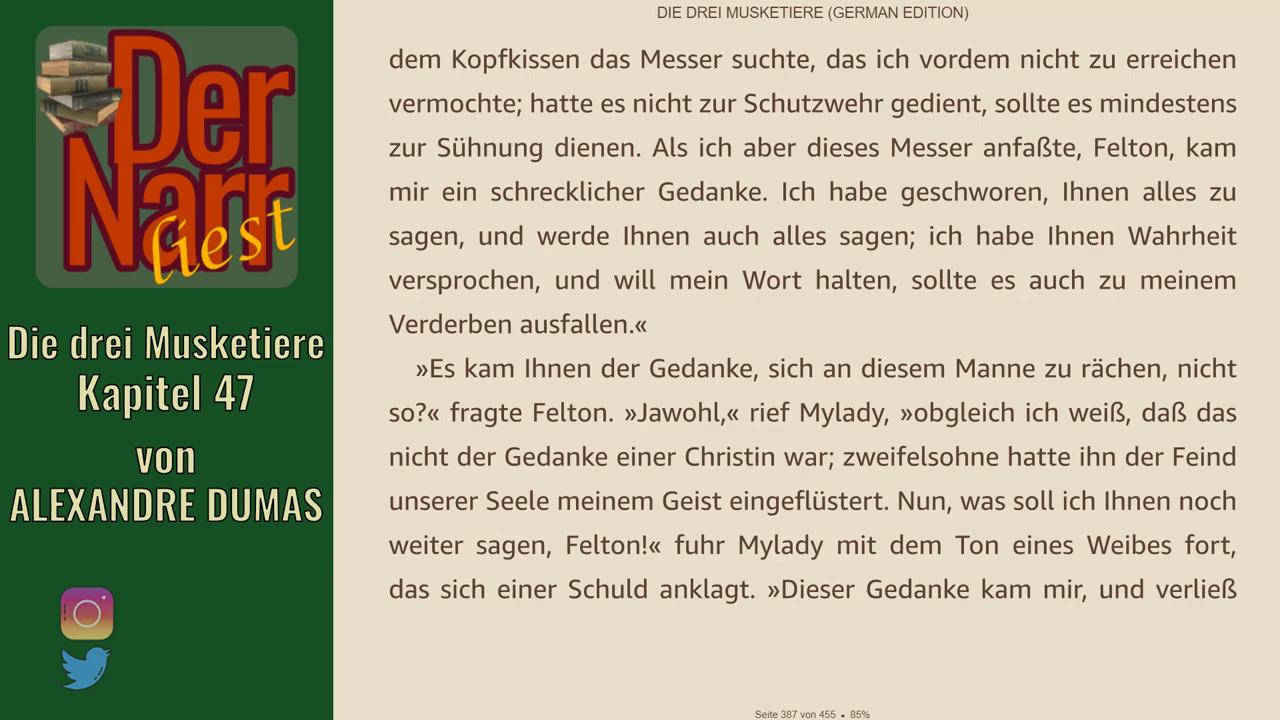 Der
Narr
liest
Die drei Musketiere
Kapitel 47
von
ALEXANDRE DUMAS
DIE DREI MUSKETIERE (GERMAN EDITION)
dem Kopfkissen das Messer suchte, das ich vordem nicht zu erreichen
vermochte; hatte es nicht zur Schutzwehr gedient, sollte es mindestens
zur Sühnung dienen. Als ich aber dieses Messer anfaßte, Felton, kam
mir ein schrecklicher Gedanke. Ich habe geschworen, Ihnen alles zu
sagen, und werde Ihnen auch alles sagen; ich habe Ihnen Wahrheit
versprochen, und will mein Wort halten, sollte es auch zu meinem
Verderben ausfallen.«
»Es kam Ihnen der Gedanke, sich an diesem Manne zu rächen, nicht
so?« fragte Felton. »Jawohl,« rief Mylady, »obgleich ich weiß, daß das
nicht der Gedanke einer Christin war; zweifelsohne hatte ihn der Feind
unserer Seele meinem Geist eingeflüstert. Nun, was soll ich Ihnen noch
weiter sagen, Felton!« fuhr Mylady mit dem Ton eines Weibes fort,
das sich einer Schuld anklagt. »Dieser Gedanke kam mir, und verließ
Seite 387 von 455 • 85%